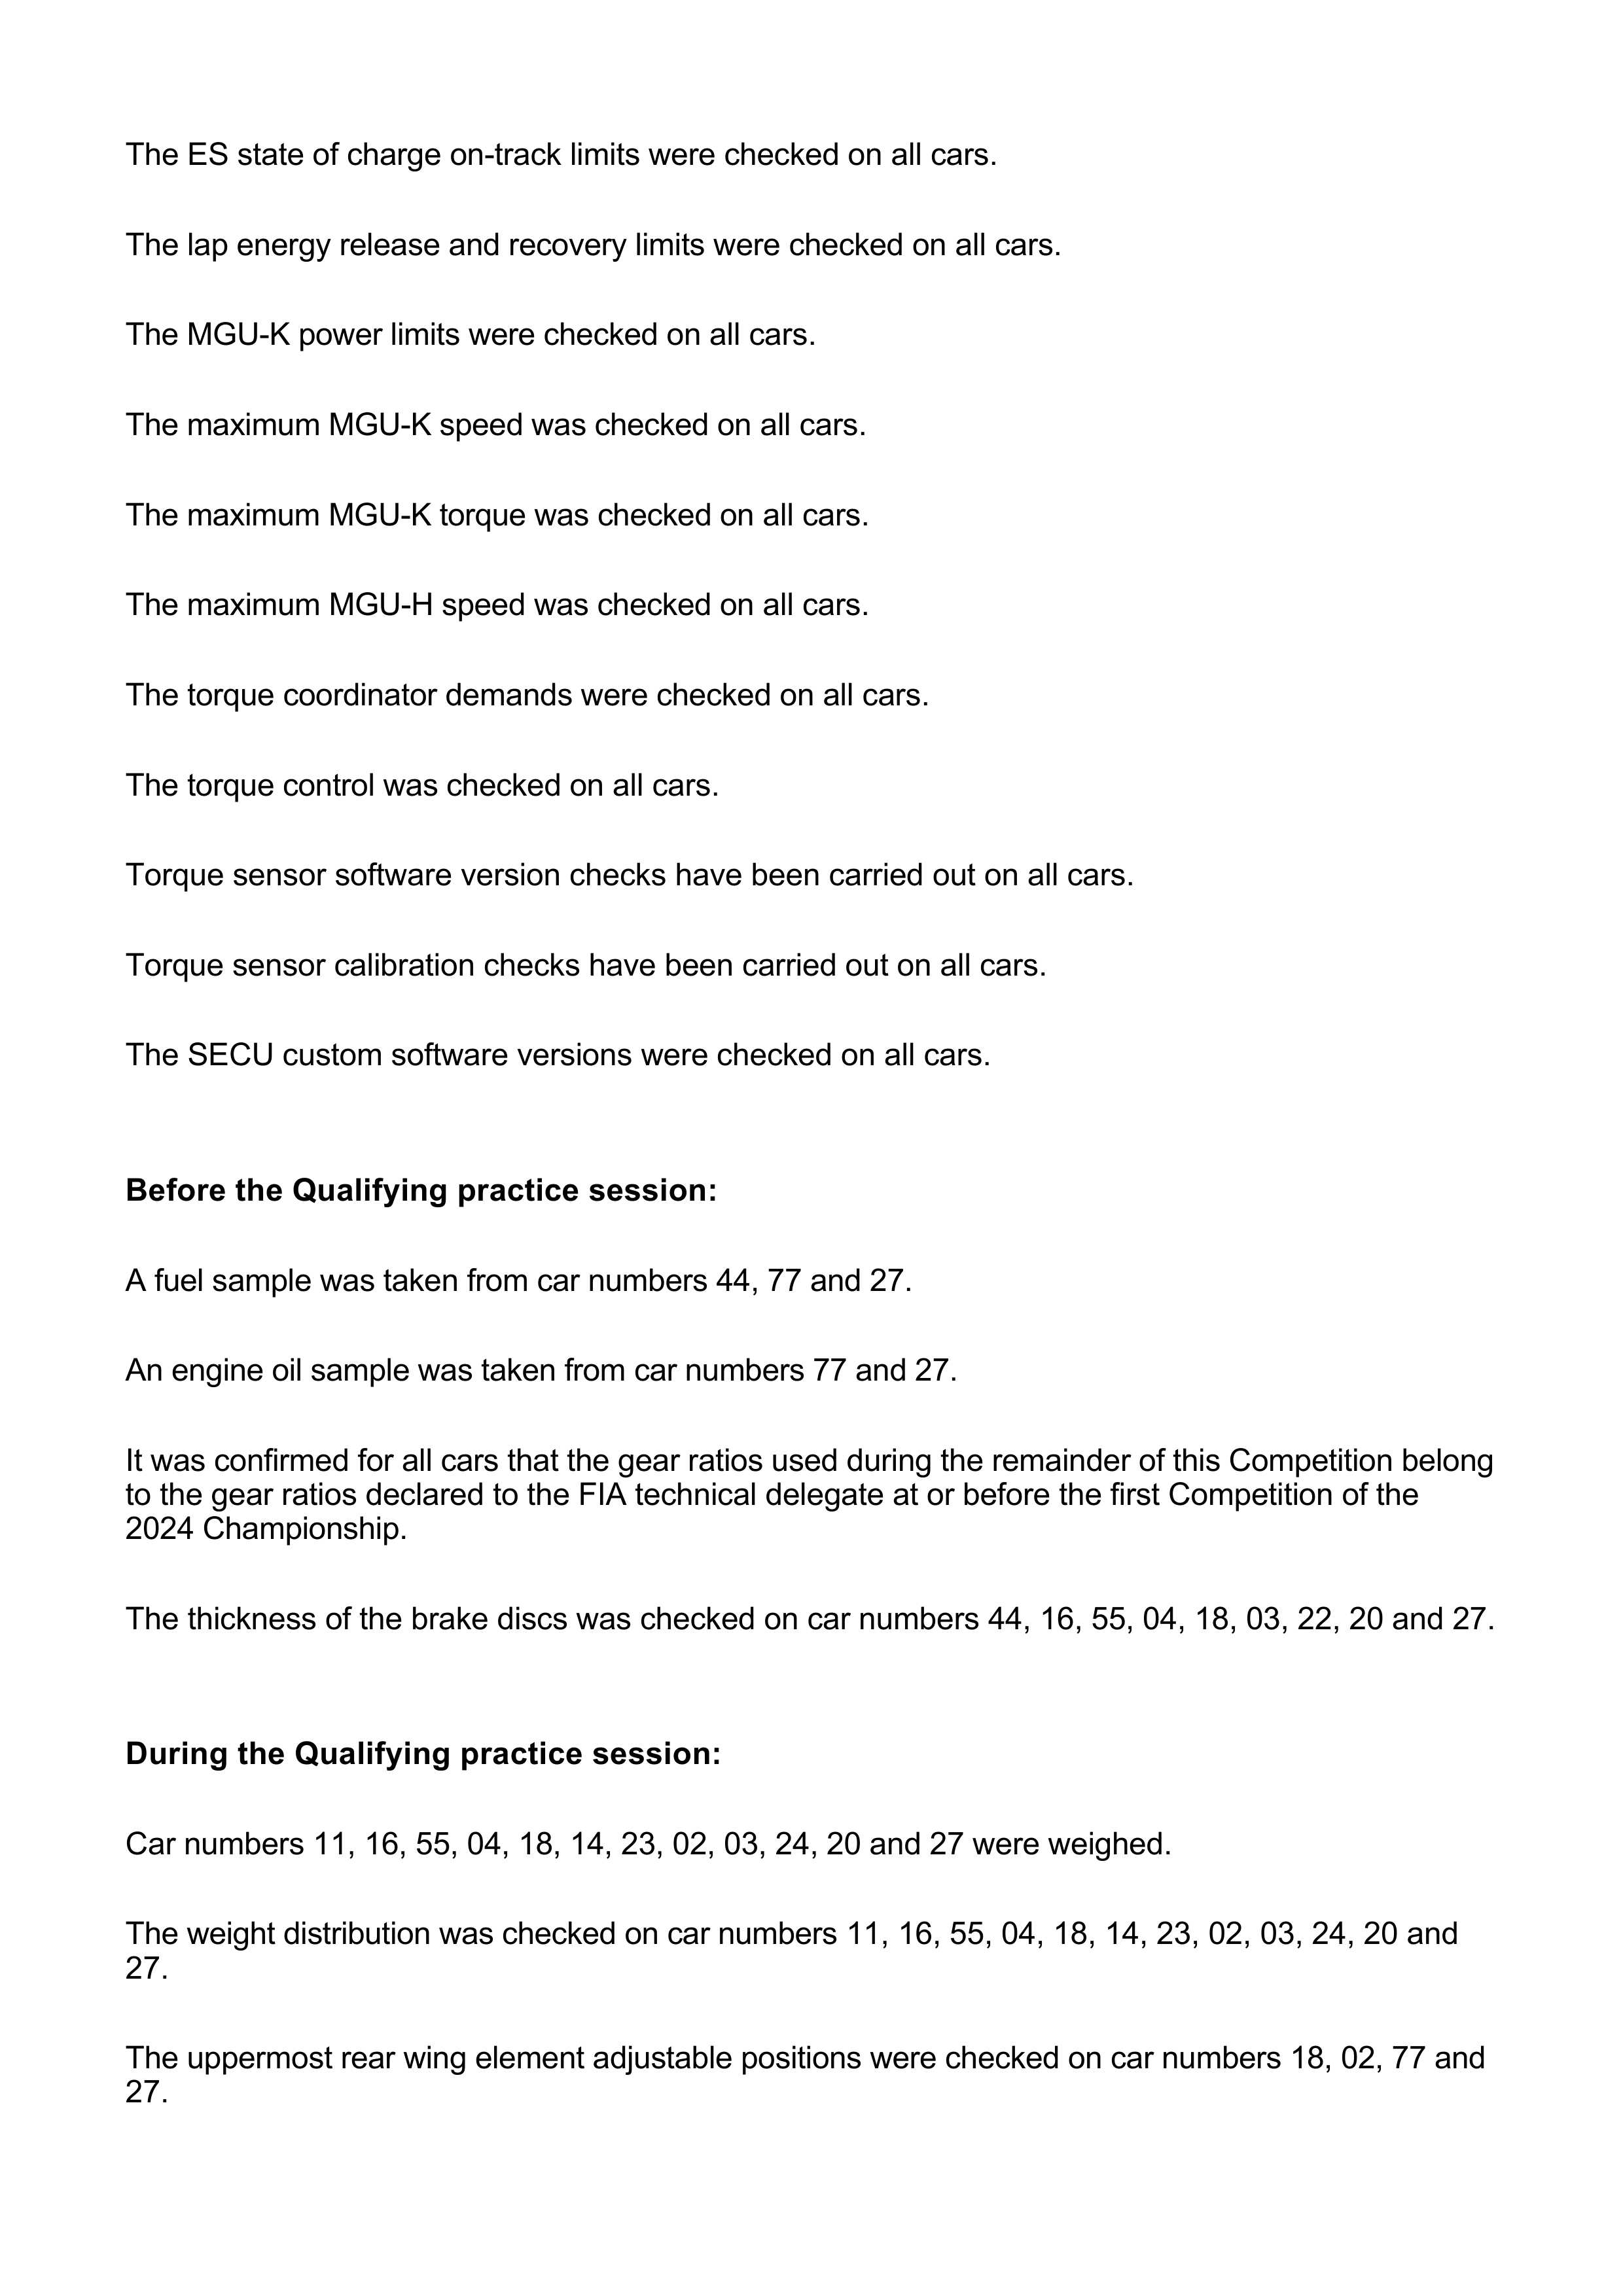 The ES state of charge on-track limits were checked on all cars.
The lap energy release and recovery limits were checked on all cars.
The MGU-K power limits were checked on all cars.
The maximum MGU-K speed was checked on all cars.
The maximum MGU-K torque was checked on all cars.
The maximum MGU-H speed was checked on all cars.
The torque coordinator demands were checked on all cars.
The torque control was checked on all cars.
Torque sensor software version checks have been carried out on all cars.
Torque sensor calibration checks have been carried out on all cars.
The SECU custom software versions were checked on all cars.
Before the Qualifying practice session:
A fuel sample was taken from car numbers 44, 77 and 27.
An engine oil sample was taken from car numbers 77 and 27.
It was confirmed for all cars that the gear ratios used during the remainder of this Competition belong
to the gear ratios declared to the FIA technical delegate at or before the first Competition of the
2024 Championship.
The thickness of the brake discs was checked on car numbers 44, 16, 55, 04, 18, 03, 22, 20 and 27.
During the Qualifying practice session:
Car numbers 11, 16, 55, 04, 18, 14, 23, 02, 03, 24, 20 and 27 were weighed.
The weight distribution was checked on car numbers 11, 16, 55, 04, 18, 14, 23, 02, 03, 24, 20 and
27.
The uppermost rear wing element adjustable positions were checked on car numbers 18, 02, 77 and
27.